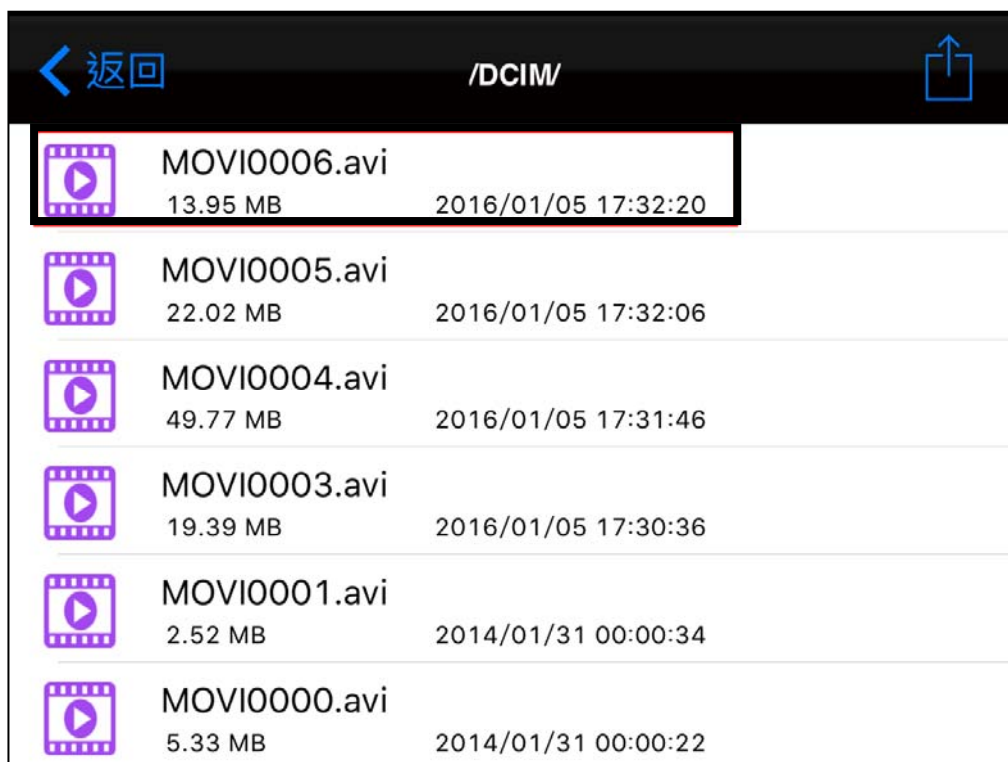 返回 /DCIM/
MOVI0006.avi
13.95 MB 2016/01/05 17:32:20
MOVI0005.avi
22.02 MB 2016/01/05 17:32:06
MOVI0004.avi
49.77 MB 2016/01/05 17:31:46
MOVI0003.avi
19.39 MB 2016/01/05 17:30:36
MOVI0001.avi
2.52 MB 2014/01/31 00:00:34
MOVI0000.avi
5.33 MB 2014/01/31 00:00:22